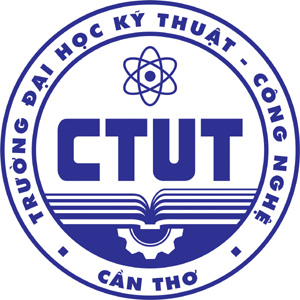 TRƯỜNG ĐẠI HỌC KỸ THUẬT - CÔNG NGHỆ
CTUT
CẦN THƠ